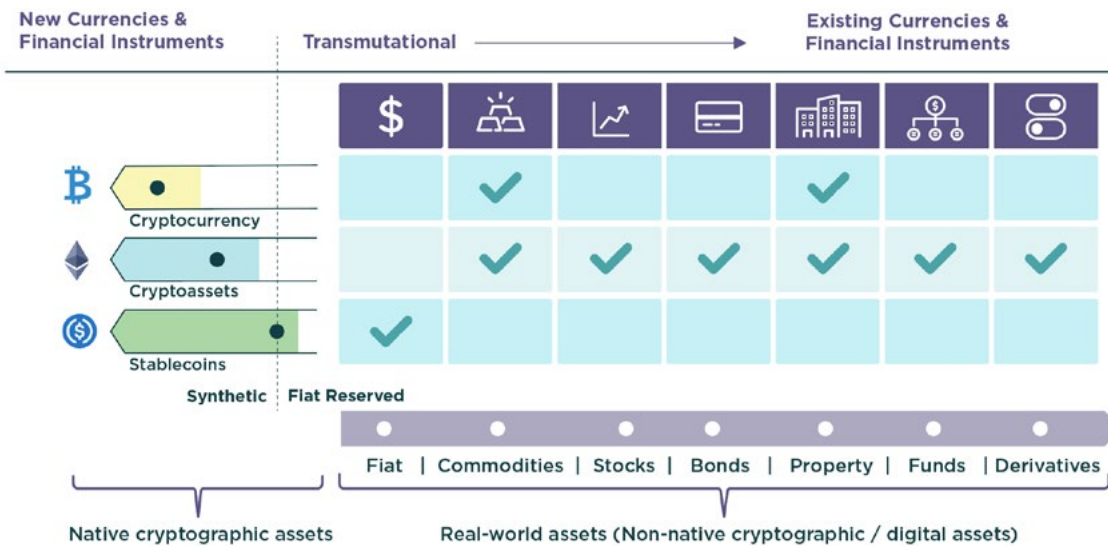 New Currencies &
Financial Instruments
Transmutational
Existing Currencies &
Financial Instruments
$
$
Cryptocurrency
Cryptoassets
$
Stablecoins
Synthetic
Fiat Reserved
Fiat | Commodities | Stocks | Bonds | Property | Funds | Derivatives
Native cryptographic assets
Real-world assets (Non-native cryptographic / digital assets)